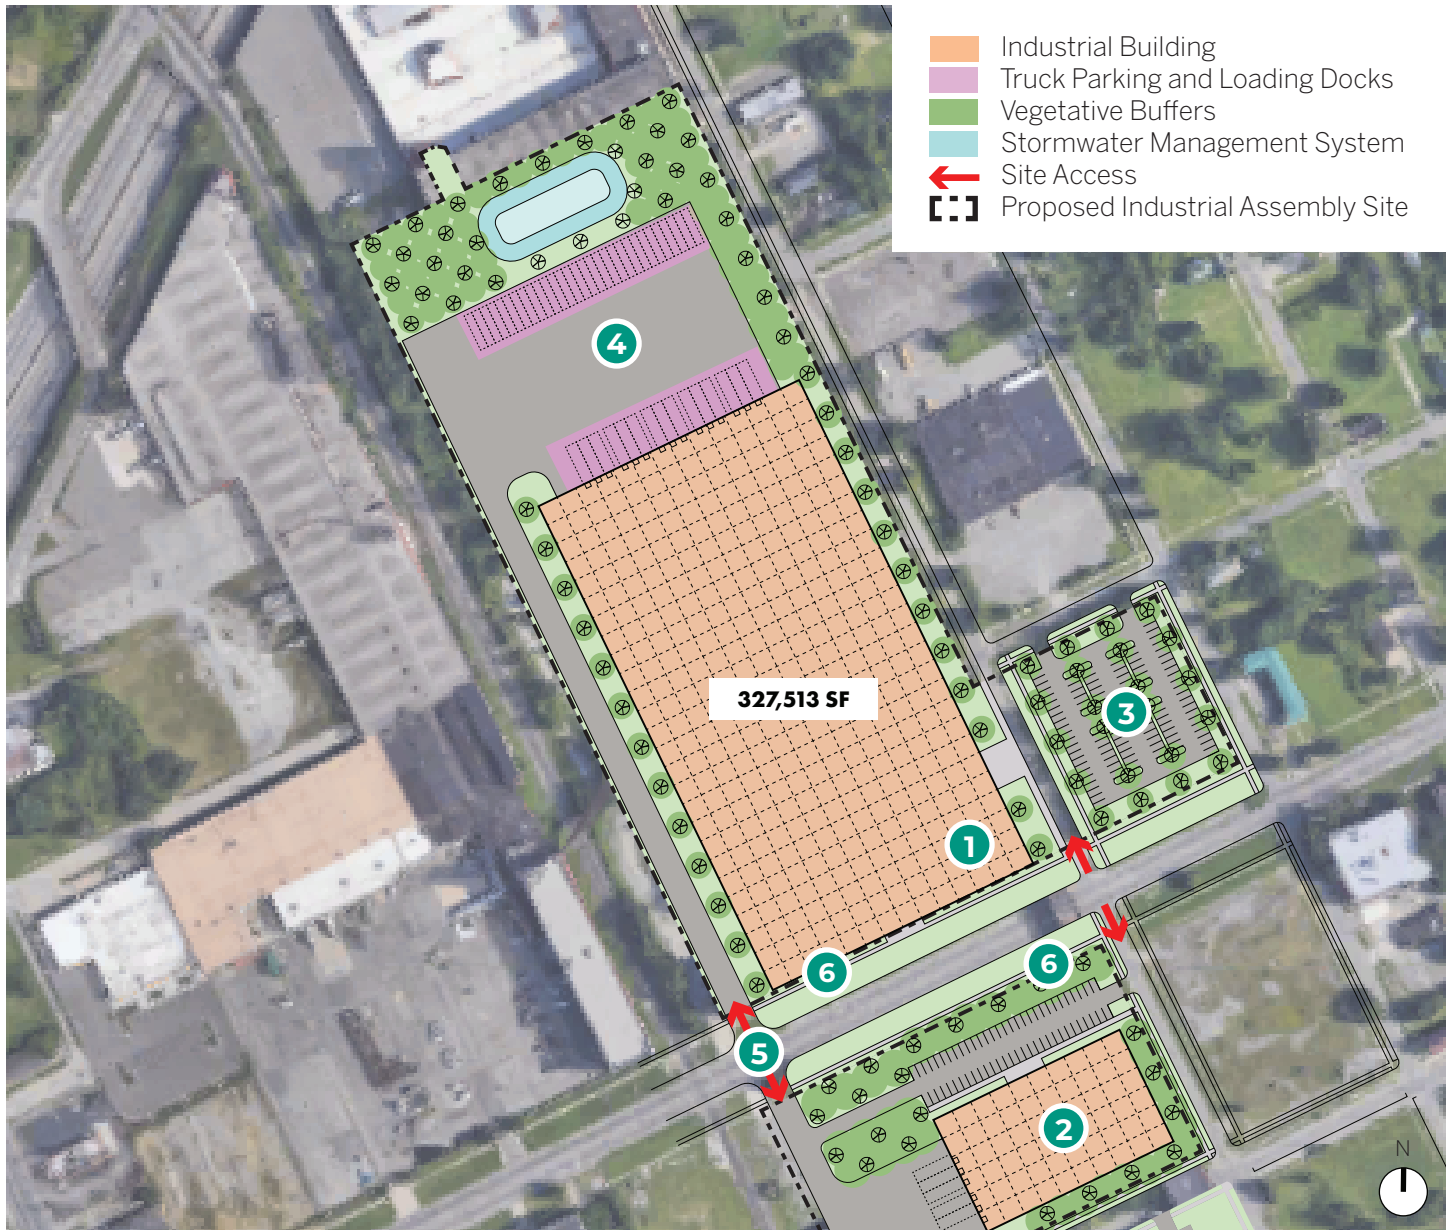 Industrial Building
Truck Parking and Loading Docks
Vegetative Buffers
Stormwater Management System
Site Access
Proposed Industrial Assembly Site
4
327,513 SF
3
1
6
6
5
2
N